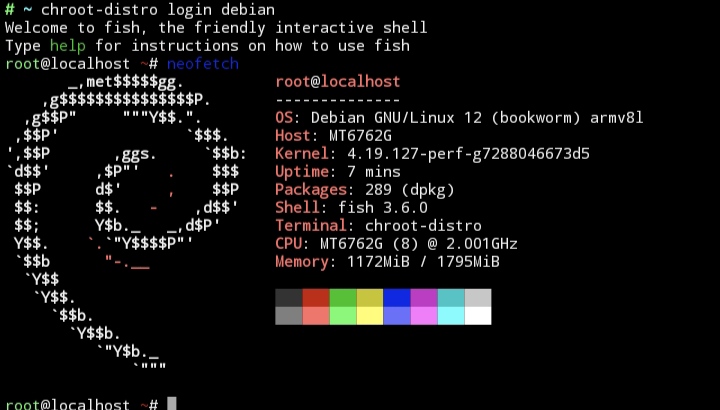 # ~ chroot-distro login debian
Welcome to fish, the friendly interactive shell
Type help for instructions on how to use fish
root@localhost ~# neofetch
       _,met$$$$$gg.
    ,g$$$$$$$$$$$$$$$P.
  ,g$$P"     """Y$$.".
 ,$$P'              `$$$.
',$$P       ,ggs.     `$$b:
`d$$'     ,$P"'   .    $$$
 $$P      d$'     ,    $$P
 $$:      $$.   -    ,d$$'
 $$;      Y$b._   _,d$P'
 Y$$.    `.`"Y$$$$P"'
 `$$b      "-.__
  `Y$$
   `Y$$.
     `$$b.
       `Y$$b.
          `"Y$b._
              `"""
root@localhost
--------------
OS: Debian GNU/Linux 12 (bookworm) armv8l
Host: MT6762G
Kernel: 4.19.127-perf-g7288046673d5
Uptime: 7 mins
Packages: 289 (dpkg)
Shell: fish 3.6.0
Terminal: chroot-distro
CPU: MT6762G (8) @ 2.001GHz
Memory: 1172MiB / 1795MiB
root@localhost ~#